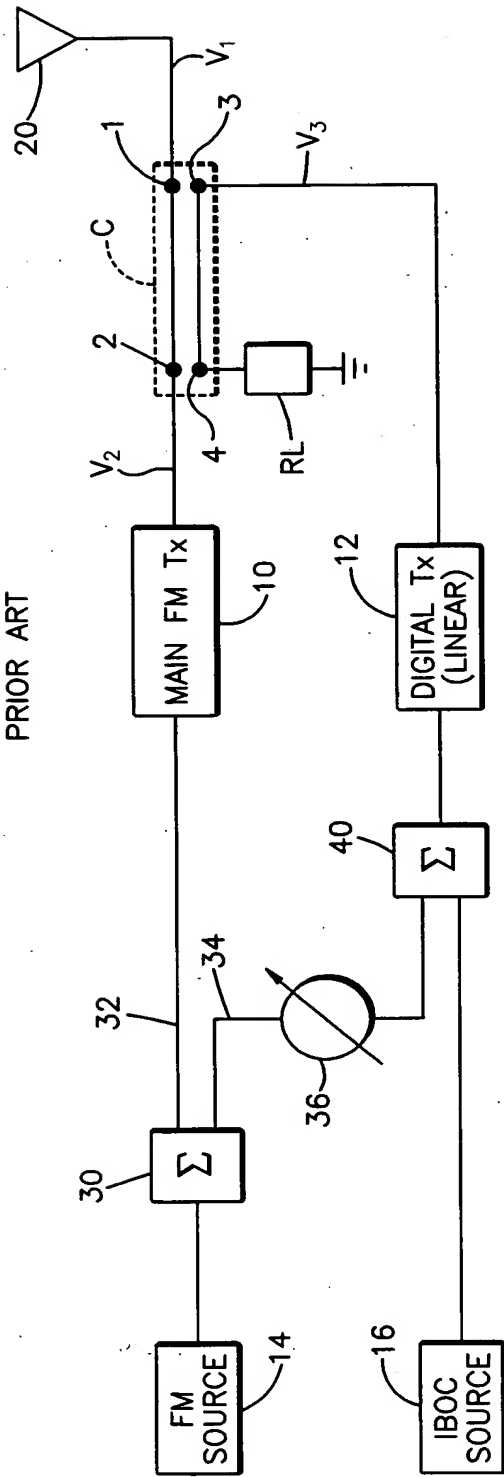 PRIOR ART
20
C
1
2
3
4
V1
V2
V3
RL
MAIN FM Tx
10
32
34
36
30
Σ
FM
SOURCE
14
12
DIGITAL Tx
(LINEAR)
40
Σ
IBOC
SOURCE
16